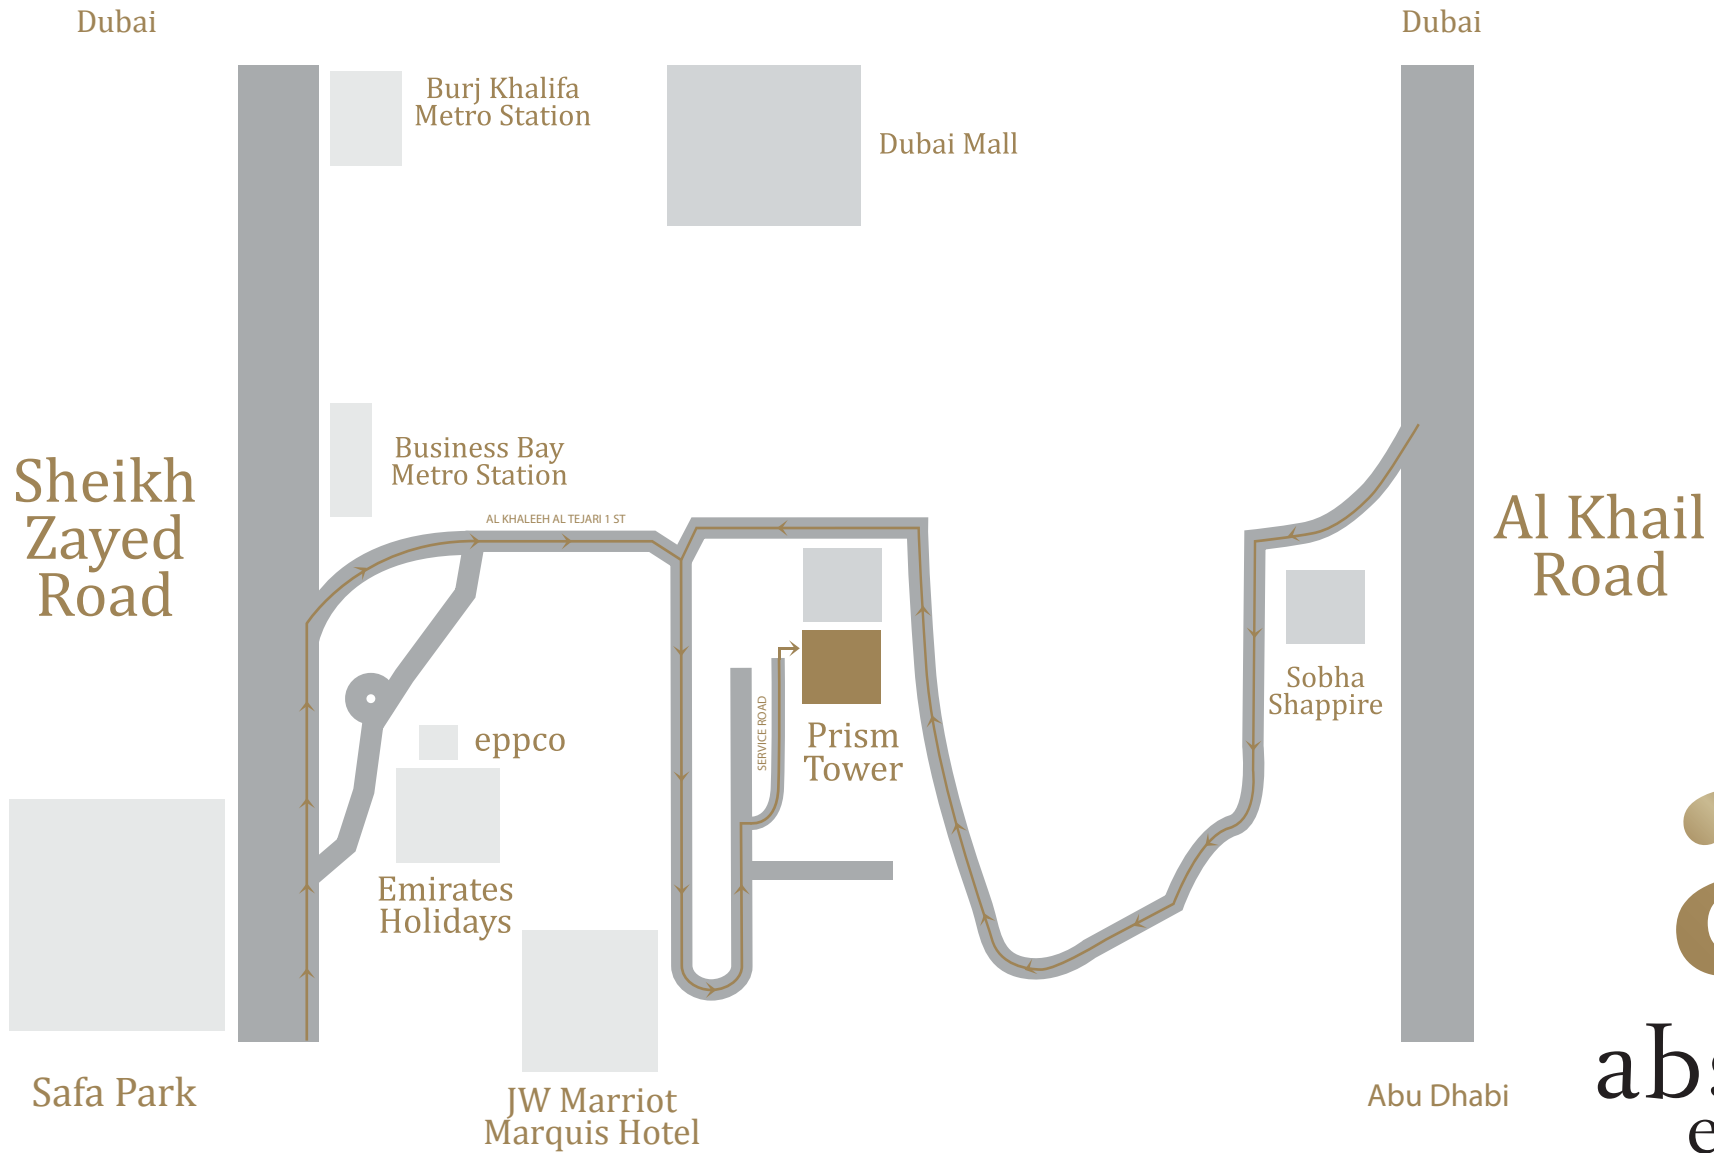 Dubai
Dubai
Burj Khalifa
Metro Station
Dubai Mall
Sheikh
Zayed
Road
Business Bay
Metro Station
AL KHALEEH AL TEJARI 1 ST
Al Khail
Road
Sobha
Shappire
SERVICE ROAD
Prism
Tower
eppco
Emirates
Holidays
Safa Park
JW Marriot
Marquis Hotel
Abu Dhabi